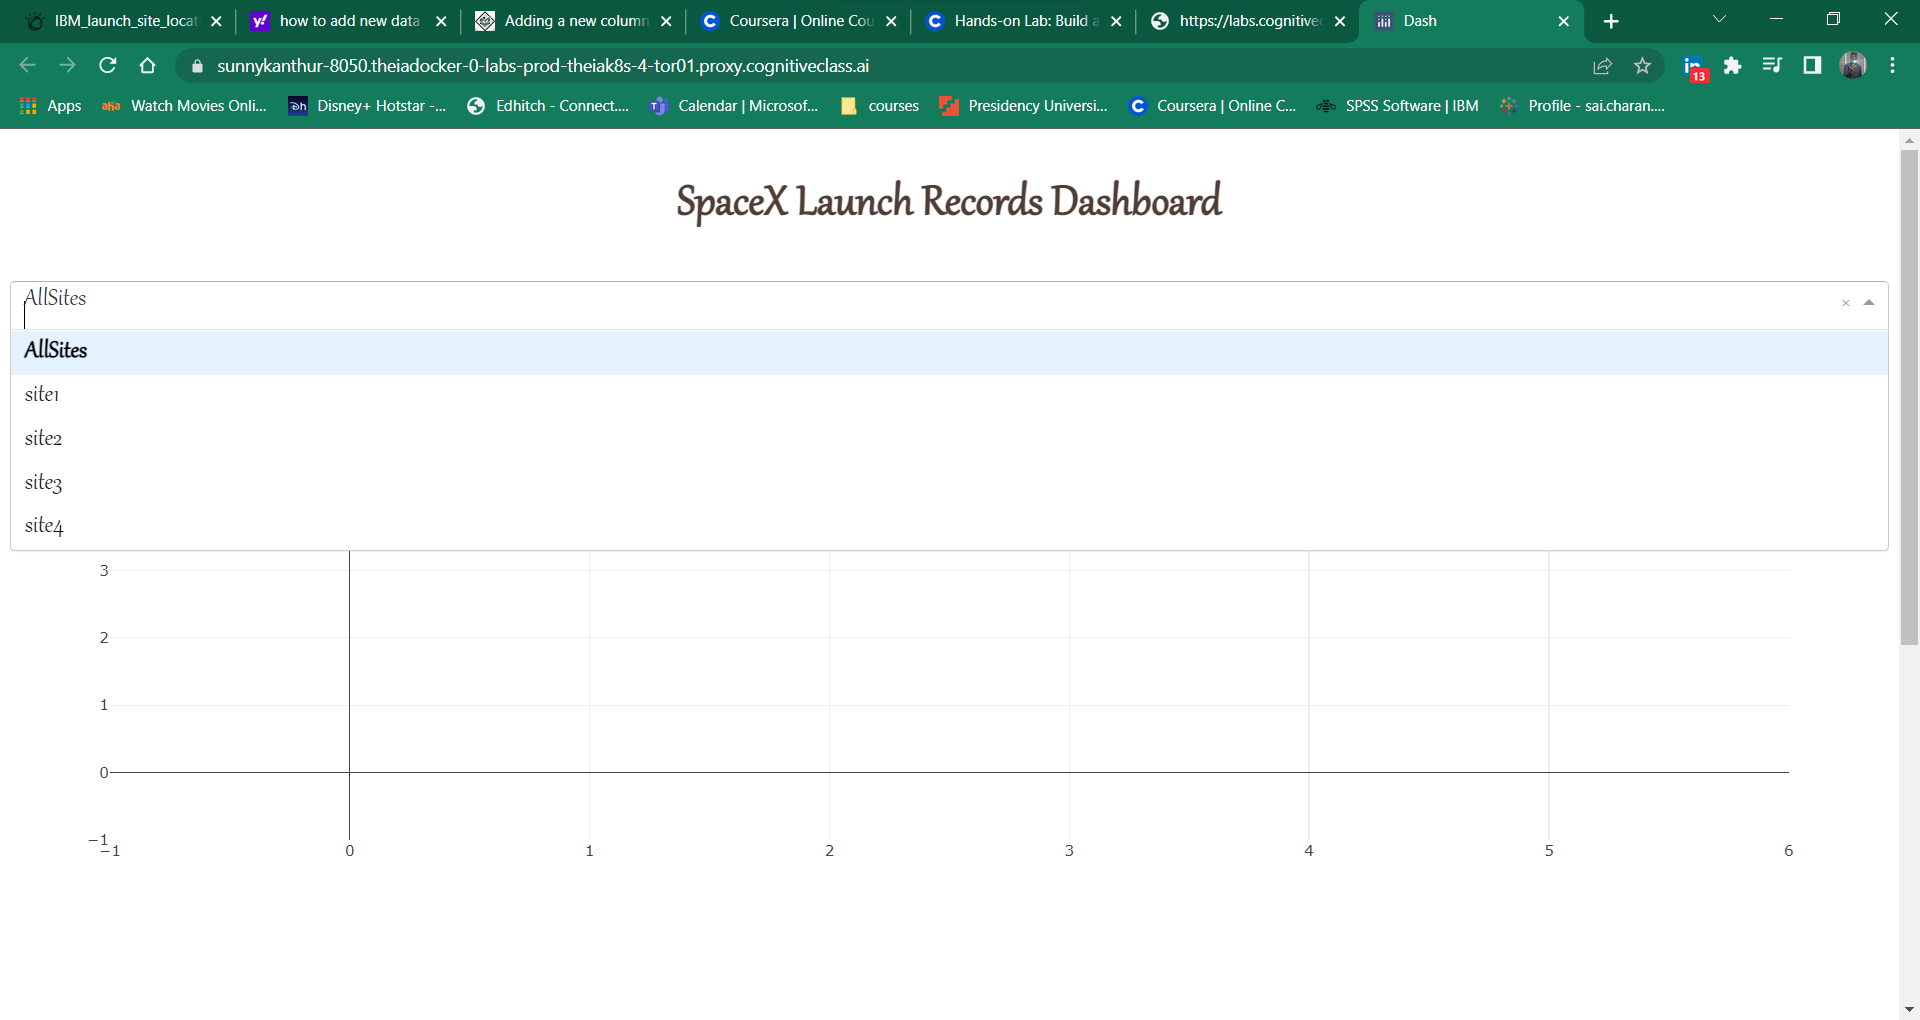 IBM_launch_site_locat
how to add new data
Adding a new column
Coursera | Online Cou
Hands-on Lab: Build a
https://labs.cognitivec
Dash
sunnykanthur-8050.theiadocker-0-labs-prod-theiak8s-4-tor01.proxy.cognitiveclass.ai
13
Apps
Watch Movies Onli...
Disney+ Hotstar -...
Edhitch - Connect....
Calendar | Microsof...
courses
Presidency Universi...
Coursera | Online C...
SPSS Software | IBM
Profile - sai.charan....
SpaceX Launch Records Dashboard
AllSites
AllSites
site1
site2
site3
site4
3
2
1
0
−1
−1
0
1
2
3
4
5
6